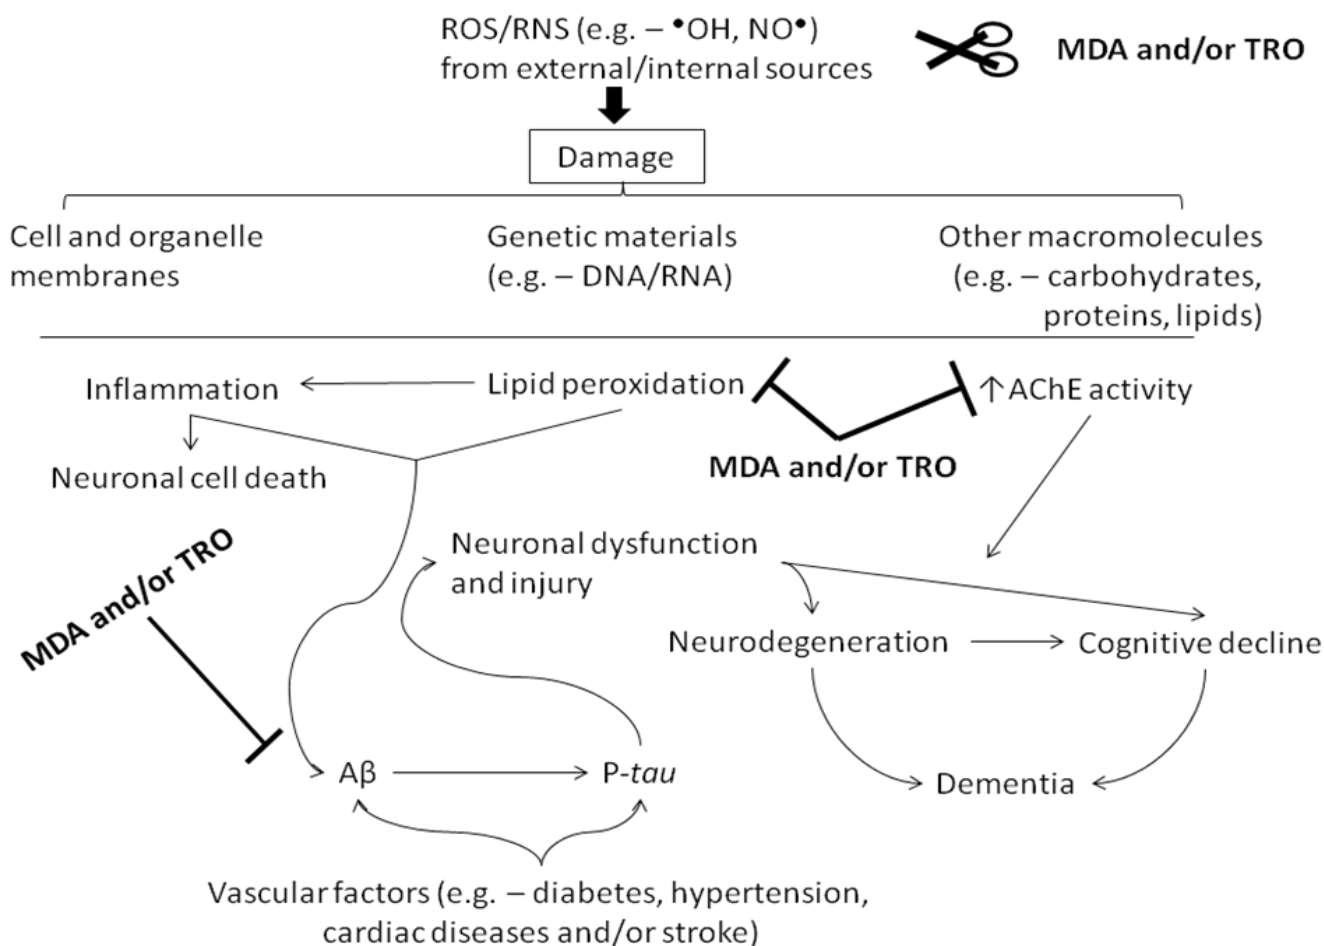 ROS/RNS (e.g. – •OH, NO•)
from external/internal sources
MDA and/or TRO
Damage
Cell and organelle
membranes
Genetic materials
(e.g. – DNA/RNA)
Other macromolecules
(e.g. – carbohydrates,
proteins, lipids)
Inflammation
Lipid peroxidation
↑AChE activity
MDA and/or TRO
Neuronal cell death
MDA and/or TRO
Neuronal dysfunction
and injury
Neurodegeneration
Cognitive decline
Aβ
P-tau
Dementia
Vascular factors (e.g. – diabetes, hypertension,
cardiac diseases and/or stroke)